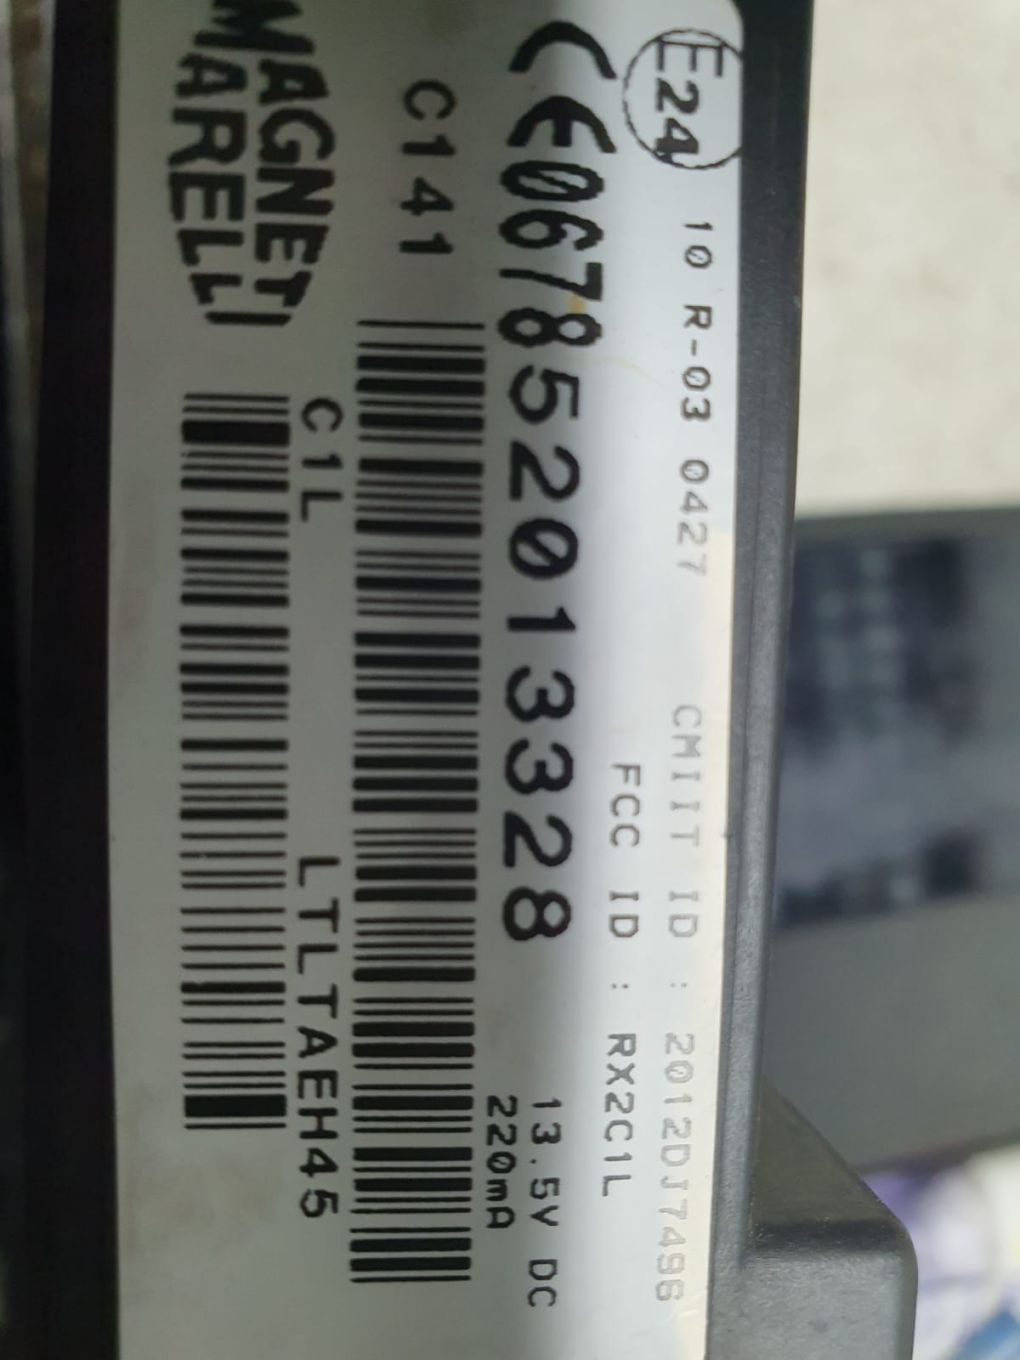 E24 10 R-03 0427 CMIIT ID : 2012DJ7496
FCC ID : RX2C1L
CE0678 52013328
13.5V DC
220mA
C141
C1L LTLTAEH45
MAGNETI
MARELLI